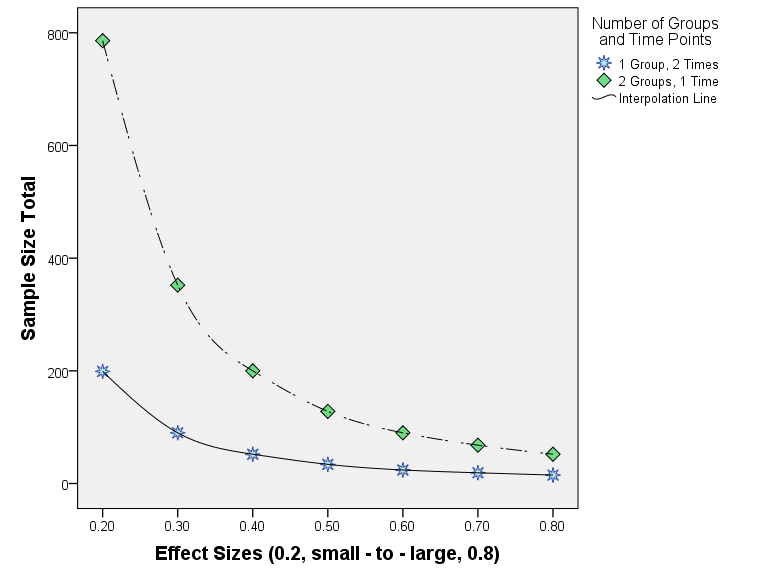 Number of Groups
and Time Points
1 Group, 2 Times
2 Groups, 1 Time
Interpolation Line
Sample Size Total
800
600
400
200
0
0.20 0.30 0.40 0.50 0.60 0.70 0.80
Effect Sizes (0.2, small - to - large, 0.8)